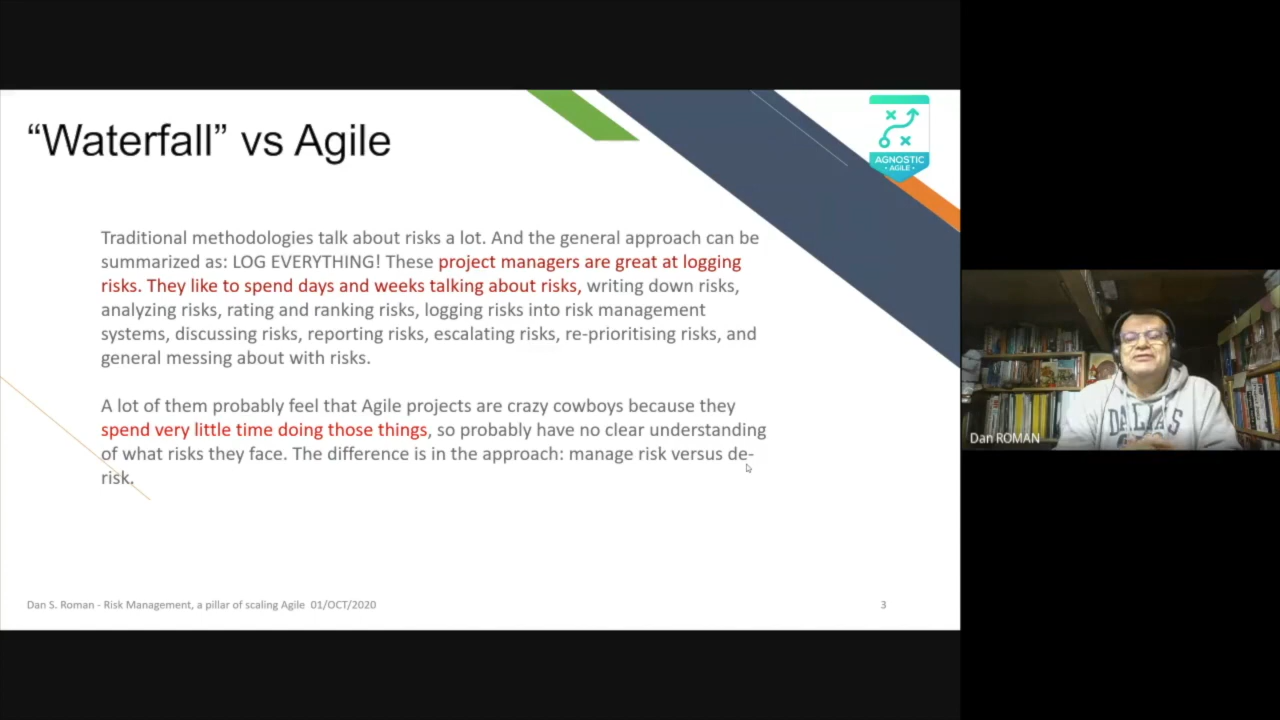 “Waterfall” vs Agile
AGNOSTIC
• AGILE •
Traditional methodologies talk about risks a lot. And the general approach can be
summarized as: LOG EVERYTHING! These project managers are great at logging
risks. They like to spend days and weeks talking about risks, writing down risks,
analyzing risks, rating and ranking risks, logging risks into risk management
systems, discussing risks, reporting risks, escalating risks, re-prioritising risks, and
general messing about with risks.
A lot of them probably feel that Agile projects are crazy cowboys because they
spend very little time doing those things, so probably have no clear understanding
of what risks they face. The difference is in the approach: manage risk versus de-
risk.
Dan S. Roman - Risk Management, a pillar of scaling Agile 01/OCT/2020
3
Dan ROMAN